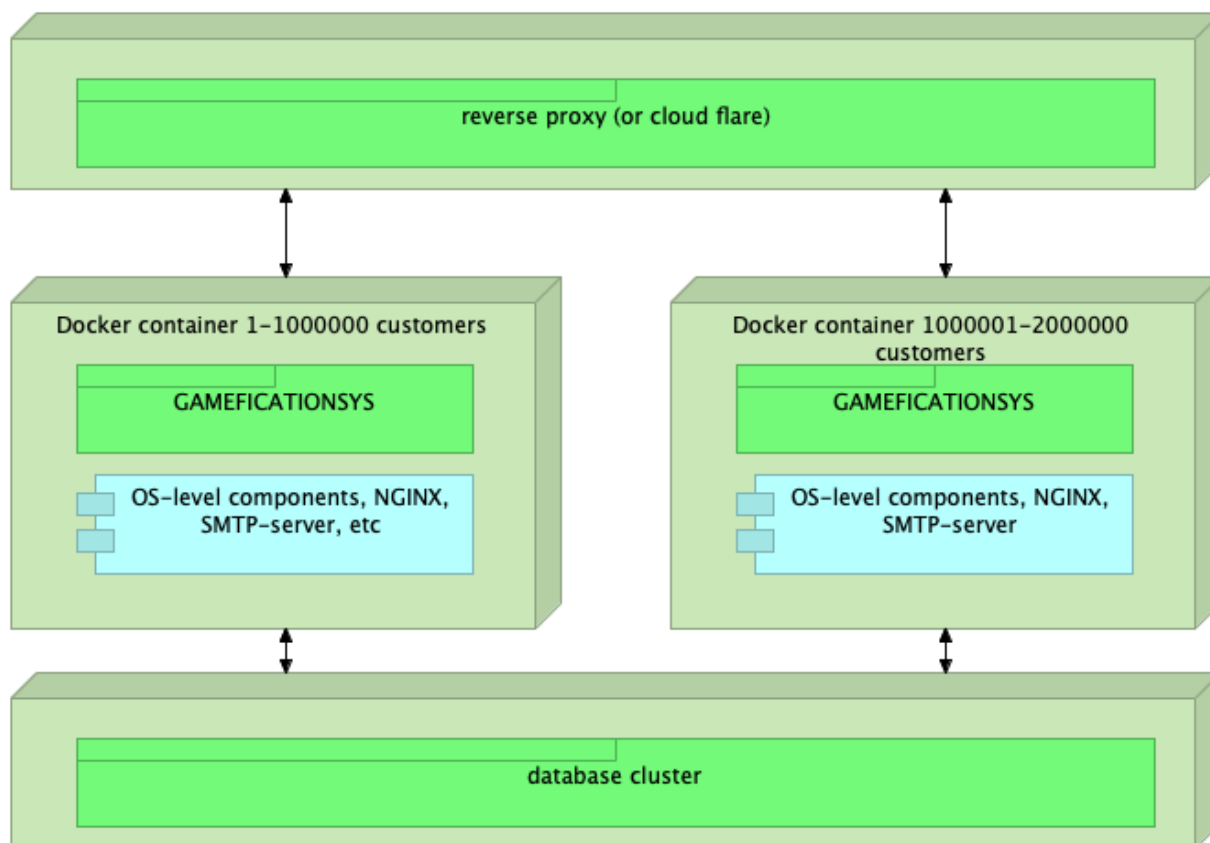 reverse proxy (or cloud flare)
Docker container 1-1000000 customers
GAMEFICATIONSYS
OS-level components, NGINX,
SMTP-server, etc
Docker container 1000001-2000000
customers
GAMEFICATIONSYS
OS-level components, NGINX,
SMTP-server
database cluster